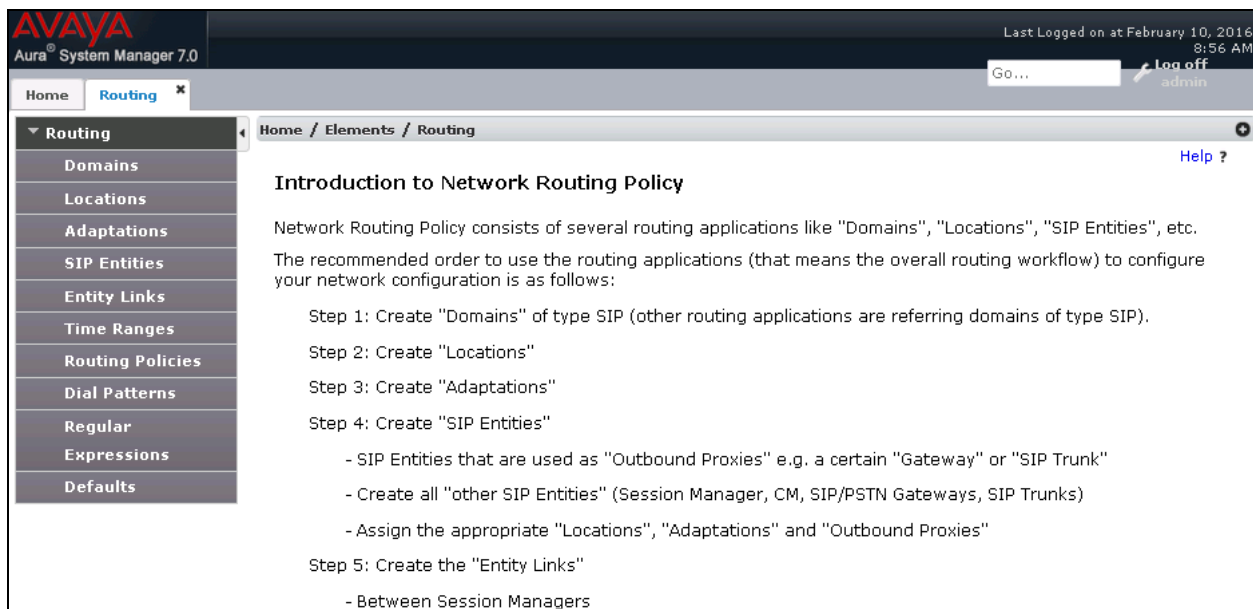 AVAYA
Aura® System Manager 7.0
Last Logged on at February 10, 2016
8:56 AM
Go...
Log off
admin
Home
Routing ×
Routing
Domains
Locations
Adaptations
SIP Entities
Entity Links
Time Ranges
Routing Policies
Dial Patterns
Regular
Expressions
Defaults
Home / Elements / Routing
Help ?
Introduction to Network Routing Policy
Network Routing Policy consists of several routing applications like "Domains", "Locations", "SIP Entities", etc.
The recommended order to use the routing applications (that means the overall routing workflow) to configure
your network configuration is as follows:
Step 1: Create "Domains" of type SIP (other routing applications are referring domains of type SIP).
Step 2: Create "Locations"
Step 3: Create "Adaptations"
Step 4: Create "SIP Entities"
- SIP Entities that are used as "Outbound Proxies" e.g. a certain "Gateway" or "SIP Trunk"
- Create all "other SIP Entities" (Session Manager, CM, SIP/PSTN Gateways, SIP Trunks)
- Assign the appropriate "Locations", "Adaptations" and "Outbound Proxies"
Step 5: Create the "Entity Links"
- Between Session Managers